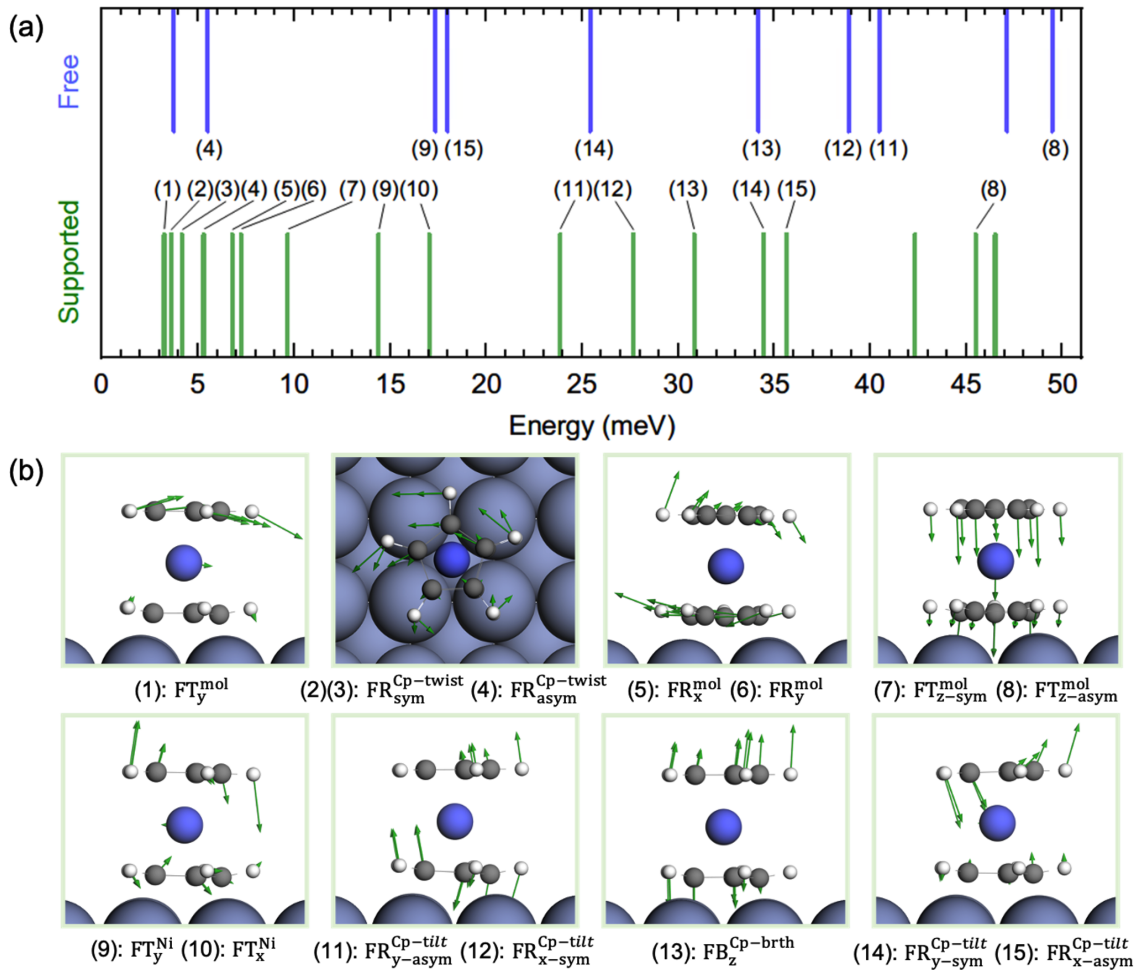 (a)
Free
(4) (9) (15) (14) (13) (12) (11) (8)
Supported
(1) (2)(3)(4) (5)(6) (7) (9)(10) (11)(12) (13) (14) (15) (8)
0 5 10 15 20 25 30 35 40 45 50
Energy (meV)
(b)
(1): FT_y^mol (2)(3): FR_sym^Cp−twist (4): FR_asym^Cp−twist (5): FR_x^mol (6): FR_y^mol (7): FT_z−sym^mol (8): FT_z−asym^mol
(9): FT_y^Ni (10): FT_x^Ni (11): FR_y−asym^Cp−tilt (12): FR_x−sym^Cp−tilt (13): FB_z^Cp−brth (14): FR_y−sym^Cp−tilt (15): FR_x−asym^Cp−tilt